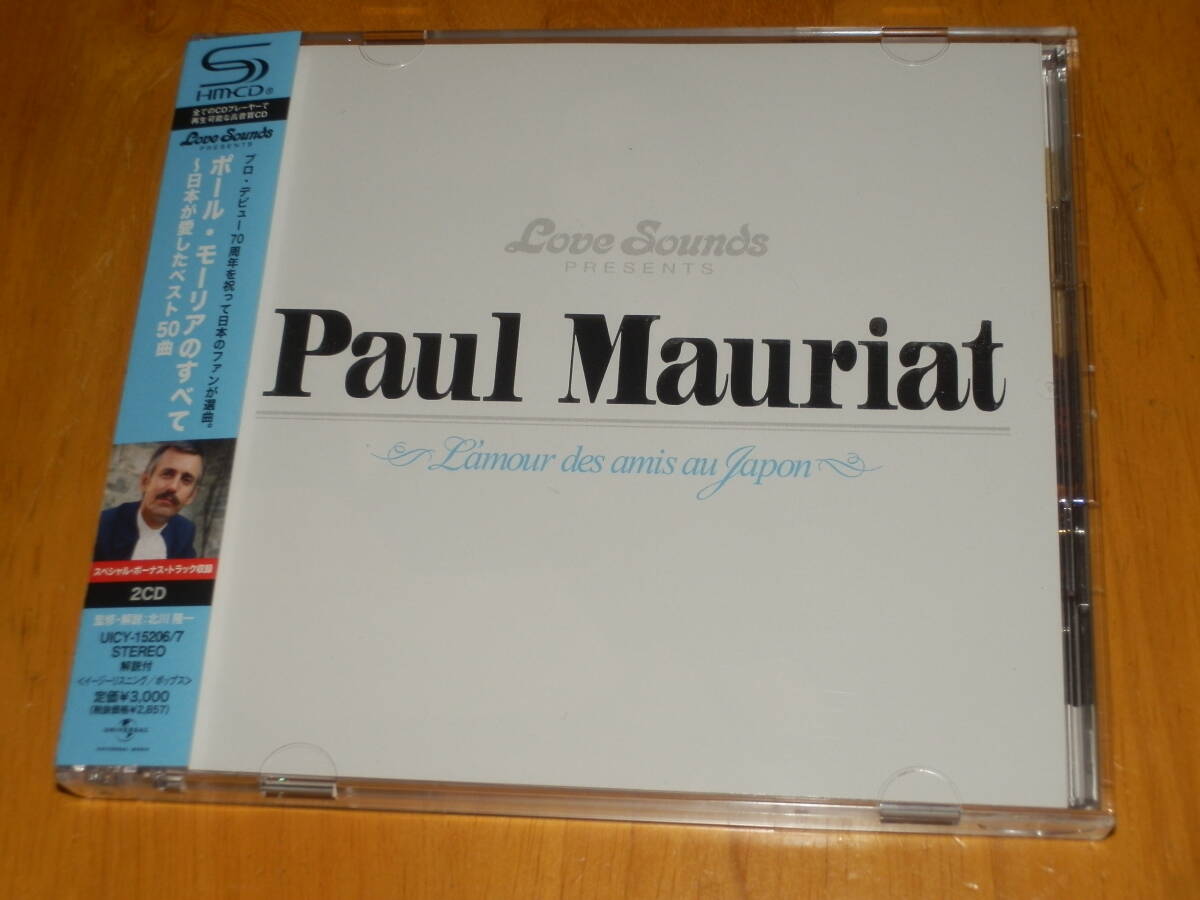 SHM-CD®
全てのCDプレーヤーで
再生可能な高音質CD
Love Sounds
PRESENTS
プロ・デビュー70周年を祝って日本のファンが選曲。
ポール・モーリアのすべて
〜日本が愛したベスト50曲
スペシャル・ボーナス・トラック収録
2CD
監修・解説:北川 隆一
UICY-15206/7
STEREO
解説付
<イージーリスニング/ポップス>
定価¥3,000
(税抜価格¥2,857)
UNIVERSAL
Love Sounds
PRESENTS
Paul Mauriat
L'amour des amis au Japon